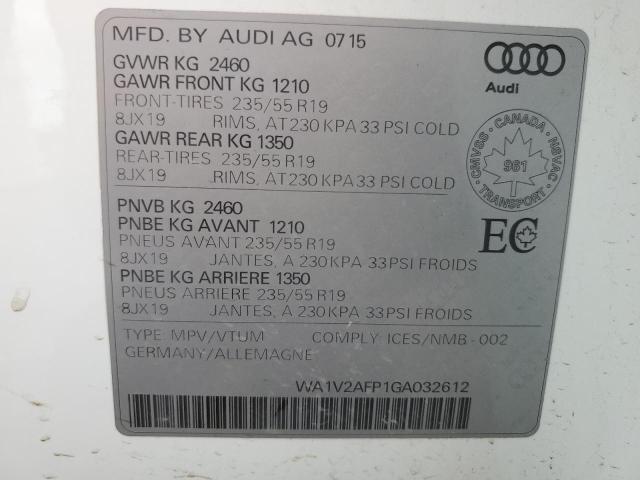 MFD. BY AUDI AG 07 15
GVWR KG 2460
GAWR FRONT KG 1210
FRONT-TIRES 235/55 R19
8JX19 RIMS, AT 230 KPA 33 PSI COLD
GAWR REAR KG 1350
REAR-TIRES 235/55 R19
8JX19 RIMS, AT 230 KPA 33 PSI COLD
PNVB KG 2460
PNBE KG AVANT 1210
PNEUS AVANT 235/55 R19
8JX19 JANTES, A 230 KPA 33 PSI FROIDS
PNBE KG ARRIERE 1350
PNEUS ARRIERE 235/55 R19
8JX19 JANTES, A 230 KPA 33 PSI FROIDS
TYPE: MPV/VTUM COMPLY: ICES/NMB - 002
GERMANY/ALLEMAGNE
WA1V2AFP1GA032612
Audi
CMVSS - CANADA - NSVAC
961
TRANSPORT
EC